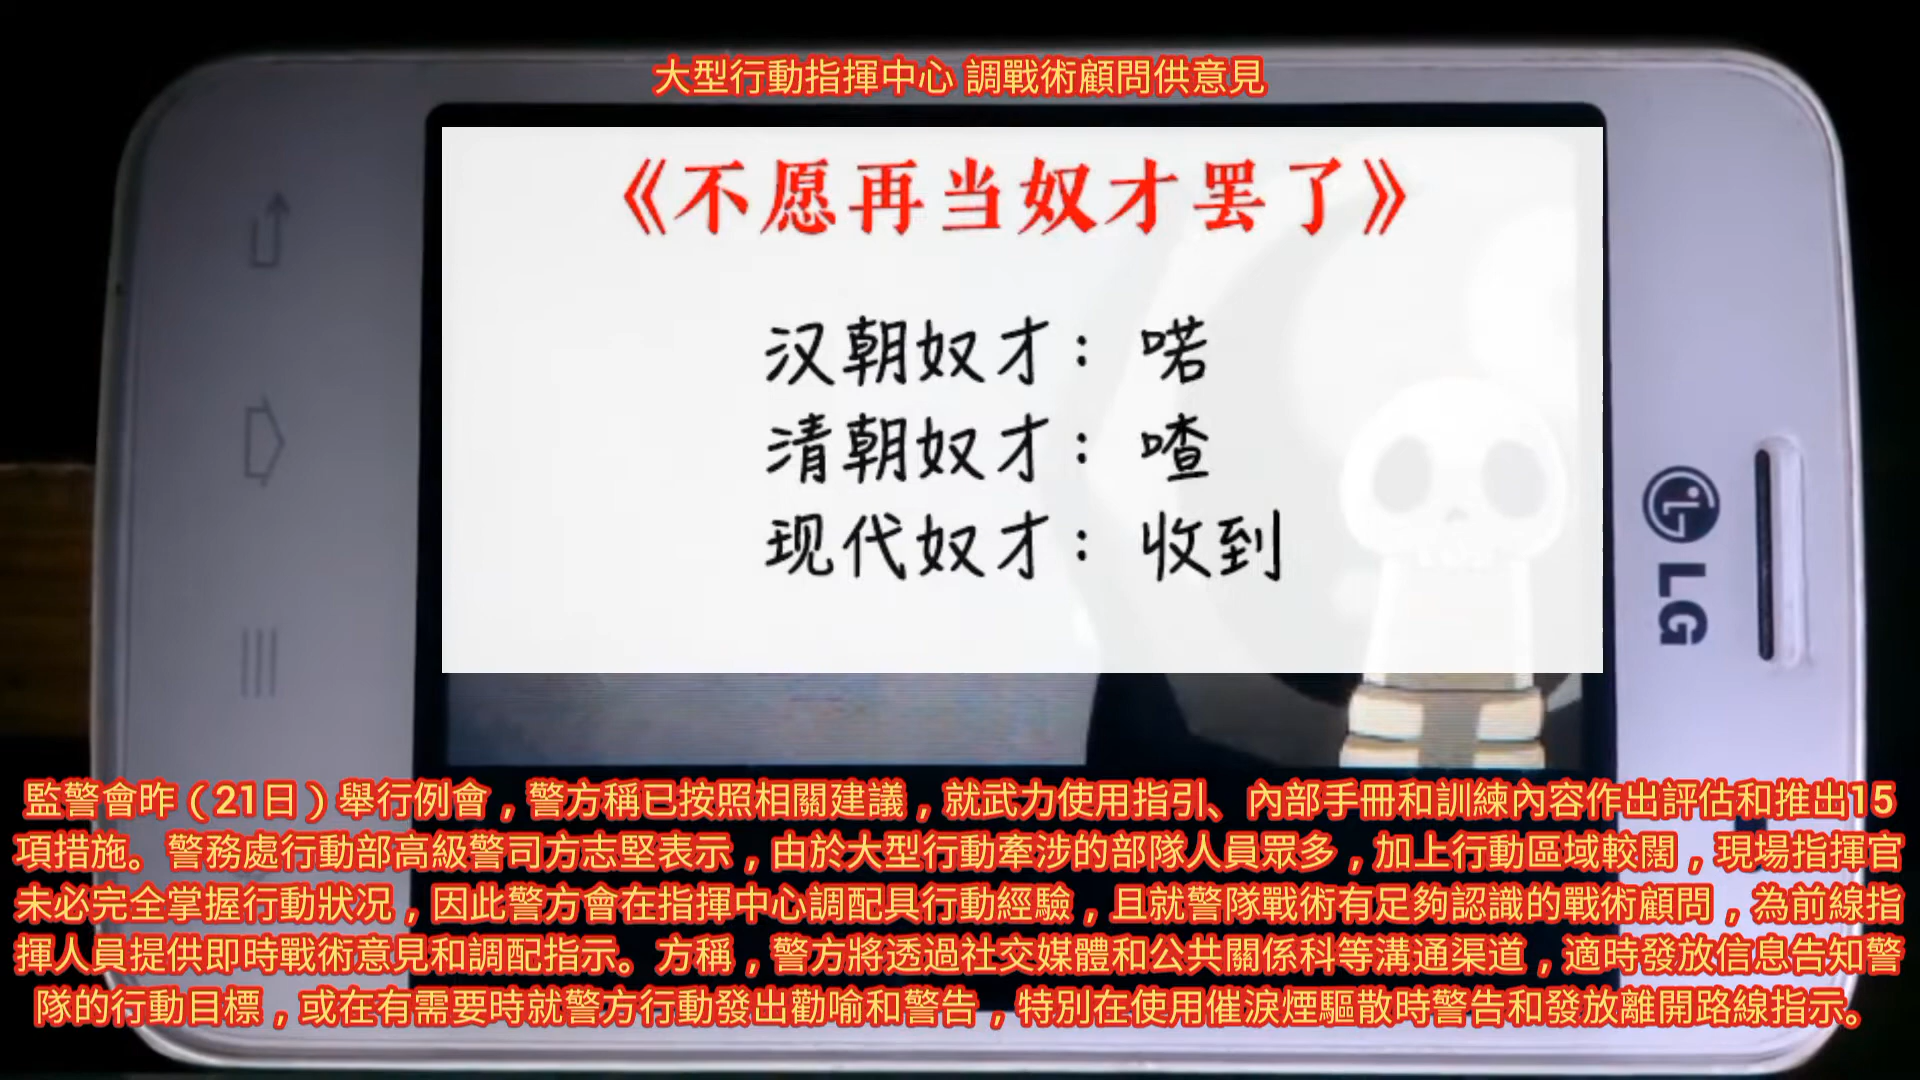 大型行動指揮中心 調戰術顧問供意見
《不愿再当奴才罢了》
汉朝奴才：喏
清朝奴才：喳
现代奴才：收到
LG
監警會昨（21日）舉行例會，警方稱已按照相關建議，就武力使用指引、內部手冊和訓練內容作出評估和推出15
項措施。警務處行動部高級警司方志堅表示，由於大型行動牽涉的部隊人員眾多，加上行動區域較闊，現場指揮官
未必完全掌握行動狀況，因此警方會在指揮中心調配具行動經驗，且就警隊戰術有足夠認識的戰術顧問，為前線指
揮人員提供即時戰術意見和調配指示。方稱，警方將透過社交媒體和公共關係科等溝通渠道，適時發放信息告知警
隊的行動目標，或在有需要時就警方行動發出勸喻和警告，特別在使用催淚煙驅散時警告和發放離開路線指示。